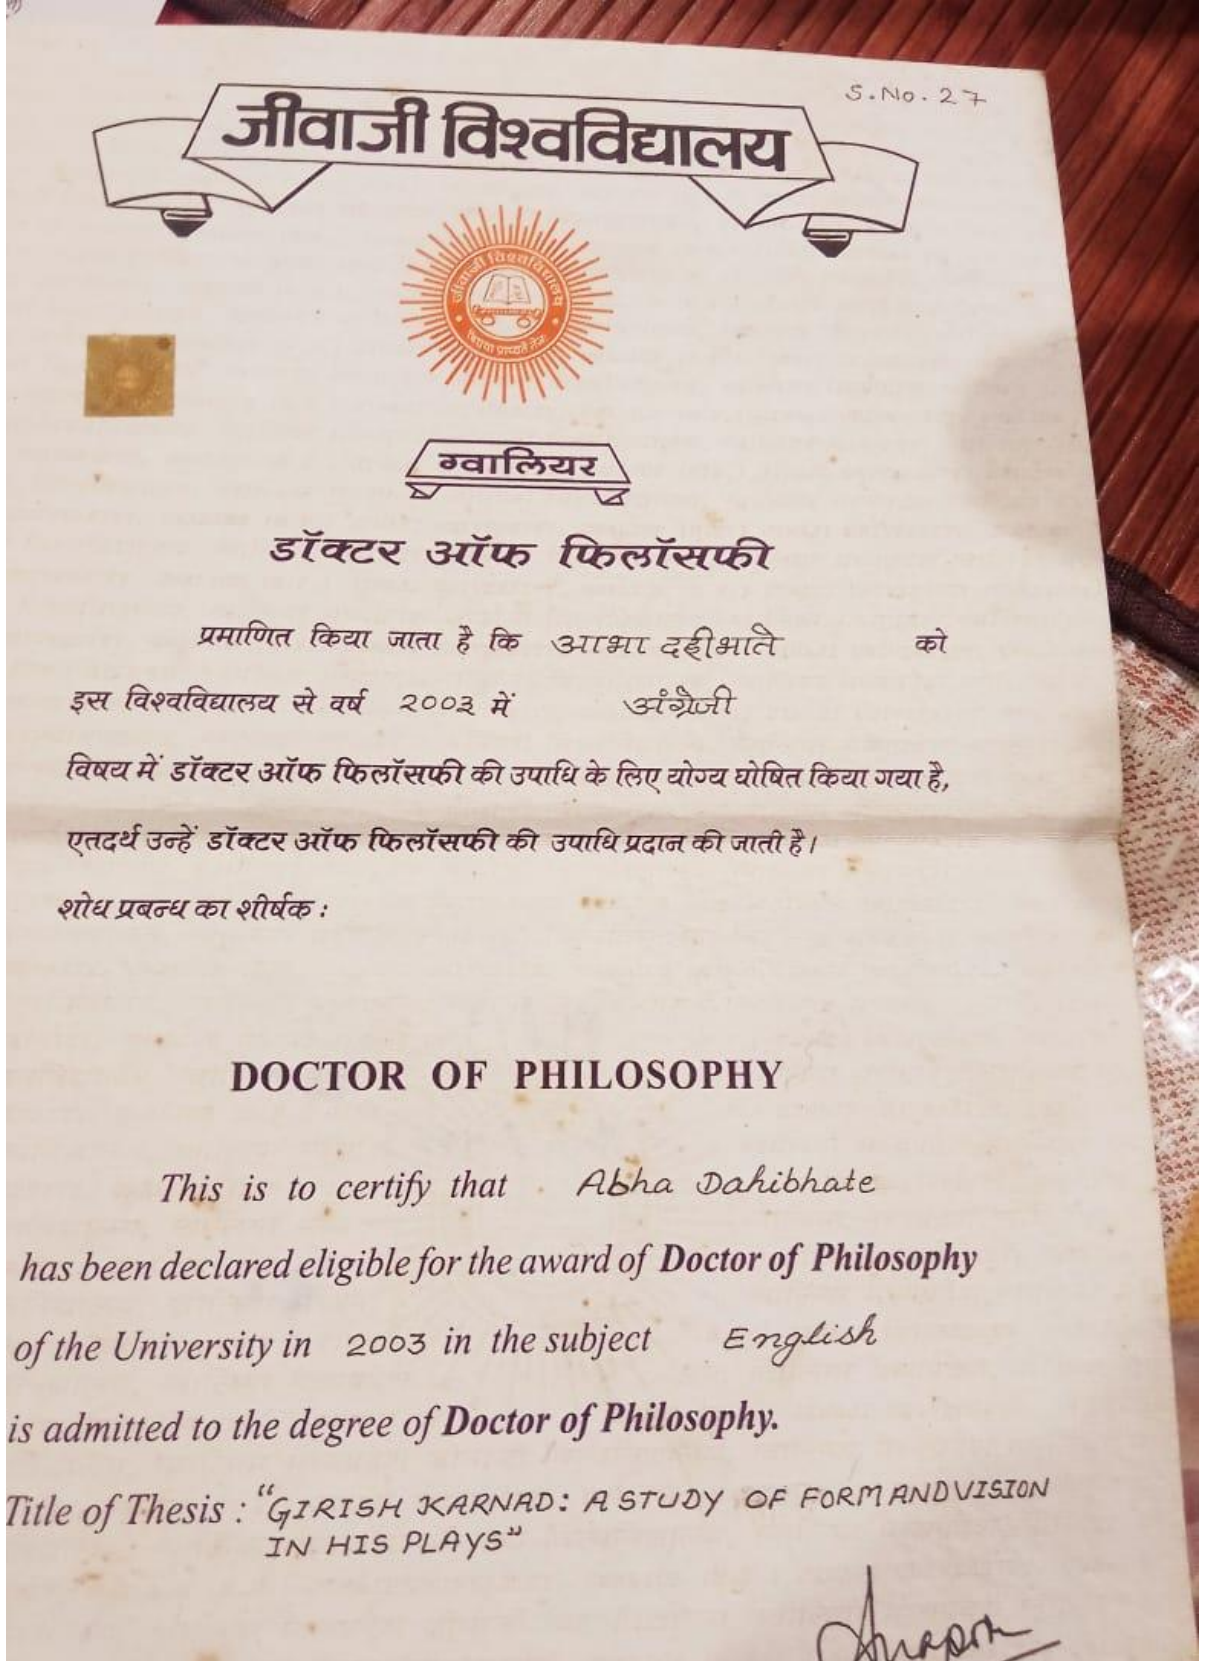 S.No. 27
जीवाजी विश्वविद्यालय
जीवाजी विश्वविद्यालय
ग्वालियर
डॉक्टर ऑफ फिलॉसफी
प्रमाणित किया जाता है कि आभा दहीभाते को
इस विश्वविद्यालय से वर्ष २००३ में अंग्रेजी
विषय में डॉक्टर ऑफ फिलॉसफी की उपाधि के लिए योग्य घोषित किया गया है,
एतदर्थ उन्हें डॉक्टर ऑफ फिलॉसफी की उपाधि प्रदान की जाती है।
शोध प्रबन्ध का शीर्षक :
DOCTOR OF PHILOSOPHY
This is to certify that Abha Dahibhate
has been declared eligible for the award of Doctor of Philosophy
of the University in 2003 in the subject English
is admitted to the degree of Doctor of Philosophy.
Title of Thesis : "GIRISH KARNAD: A STUDY OF FORM AND VISION
IN HIS PLAYS"